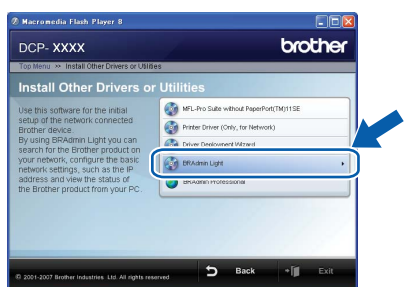 Macromedia Flash Player 8
DCP- XXXX
brother
Top Menu >> Install Other Drivers or Utilities
Install Other Drivers or Utilities
Use this software for the initial
setup of the network connected
Brother device.
By using BRAdmin Light you can
search for the Brother product on
your network, configure the basic
network settings, such as the IP
address and view the status of
the Brother product from your PC.
MFL-Pro Suite without PaperPort(TM)11SE
Printer Driver (Only, for Network)
Driver Deployment Wizard
BRAdmin Light
BRAdmin Professional
© 2001-2007 Brother Industries Ltd. All rights reserved
Back
Exit